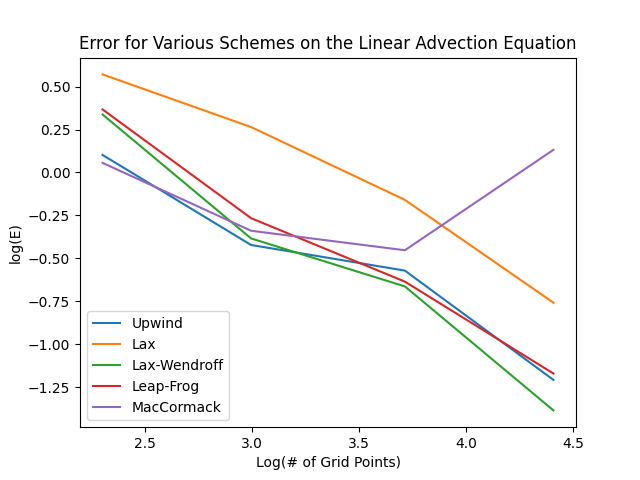 Error for Various Schemes on the Linear Advection Equation
0.50
0.25
0.00
−0.25
−0.50
−0.75
−1.00
−1.25
log(E)
Upwind
Lax
Lax-Wendroff
Leap-Frog
MacCormack
2.5 3.0 3.5 4.0 4.5
Log(# of Grid Points)